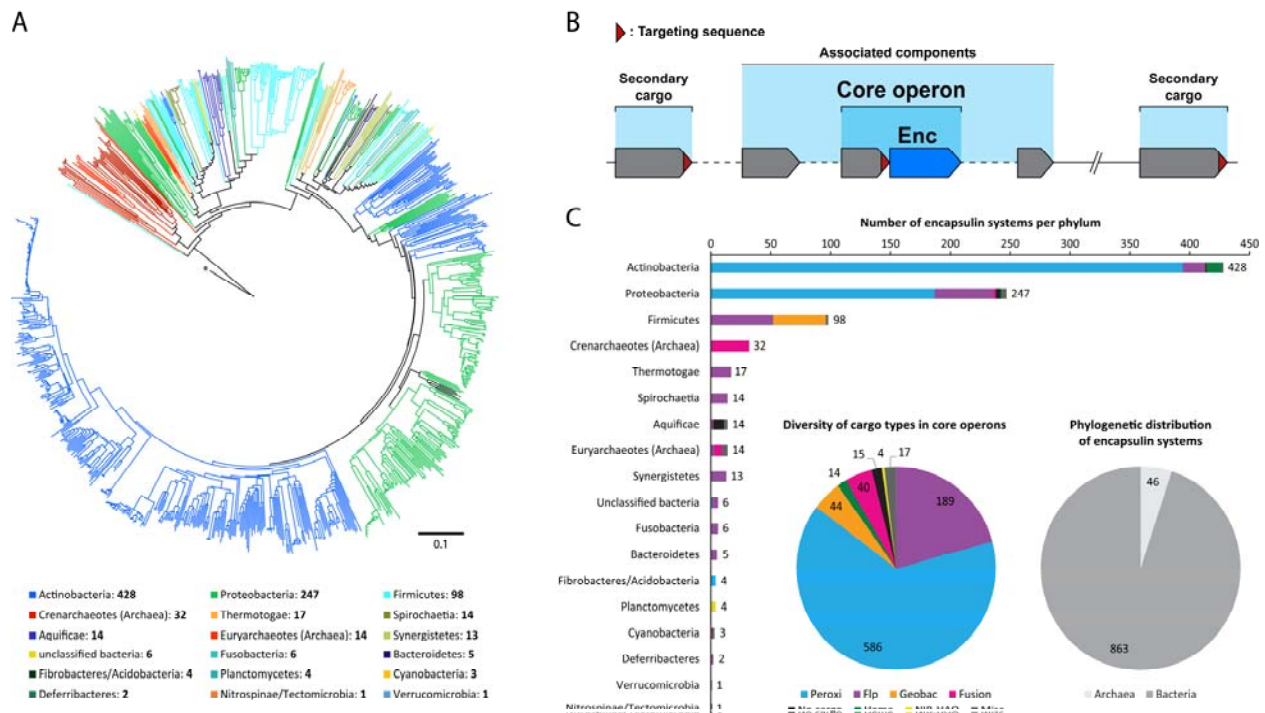 A
0.1
Actinobacteria: 428
Proteobacteria: 247
Firmicutes: 98
Crenarchaeotes (Archaea): 32
Thermotogae: 17
Spirochaetia: 14
Aquificae: 14
Euryarchaeotes (Archaea): 14
Synergistetes: 13
unclassified bacteria: 6
Fusobacteria: 6
Bacteroidetes: 5
Fibrobacteres/Acidobacteria: 4
Planctomycetes: 4
Cyanobacteria: 3
Deferribacteres: 2
Nitrospinae/Tectomicrobia: 1
Verrucomicrobia: 1
B
: Targeting sequence
Associated components
Secondary
cargo
Core operon
Enc
Secondary
cargo
C
Number of encapsulin systems per phylum
0 50 100 150 200 250 300 350 400 450
Actinobacteria 428
Proteobacteria 247
Firmicutes 98
Crenarchaeotes (Archaea) 32
Thermotogae 17
Spirochaetia 14
Aquificae 14
Euryarchaeotes (Archaea) 14
Synergistetes 13
Unclassified bacteria 6
Fusobacteria 6
Bacteroidetes 5
Fibrobacteres/Acidobacteria 4
Planctomycetes 4
Cyanobacteria 3
Deferribacteres 2
Verrucomicrobia 1
Nitrospinae/Tectomicrobia 1
Diversity of cargo types in core operons
15 4 17
14
40
44
189
586
Peroxi Flp Geobac Fusion
No cargo
Phylogenetic distribution
of encapsulin systems
46
863
Archaea Bacteria